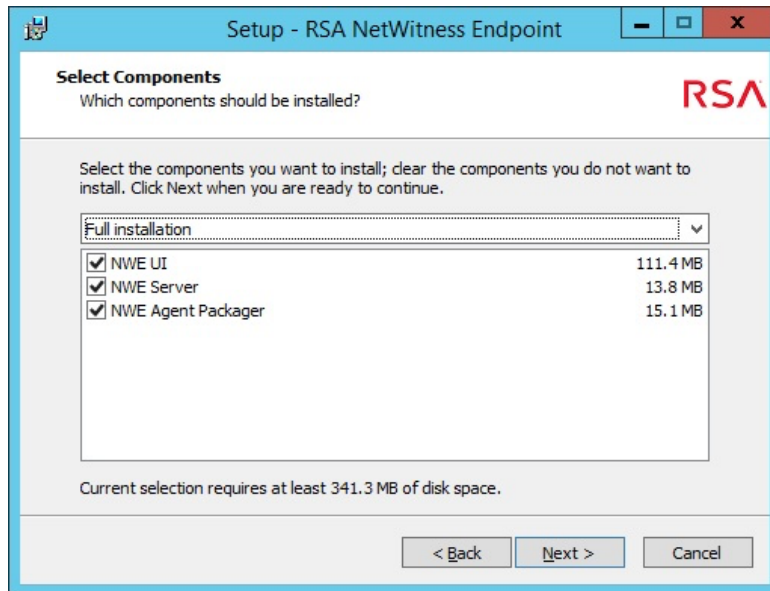 Setup - RSA NetWitness Endpoint
Select Components
Which components should be installed?
RSA
Select the components you want to install; clear the components you do not want to
install. Click Next when you are ready to continue.
Full installation
NWE UI 111.4 MB
NWE Server 13.8 MB
NWE Agent Packager 15.1 MB
Current selection requires at least 341.3 MB of disk space.
< Back Next > Cancel